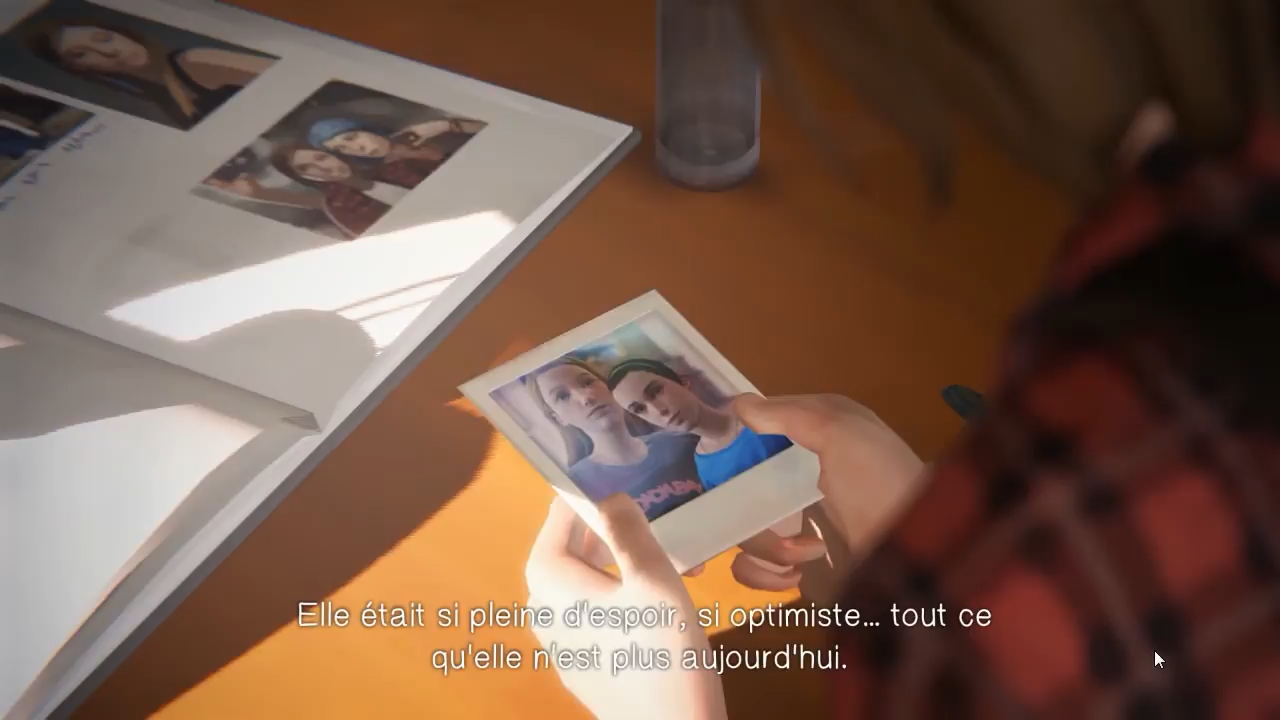 Elle était si pleine d'espoir, si optimiste... tout ce
qu'elle n'est plus aujourd'hui.